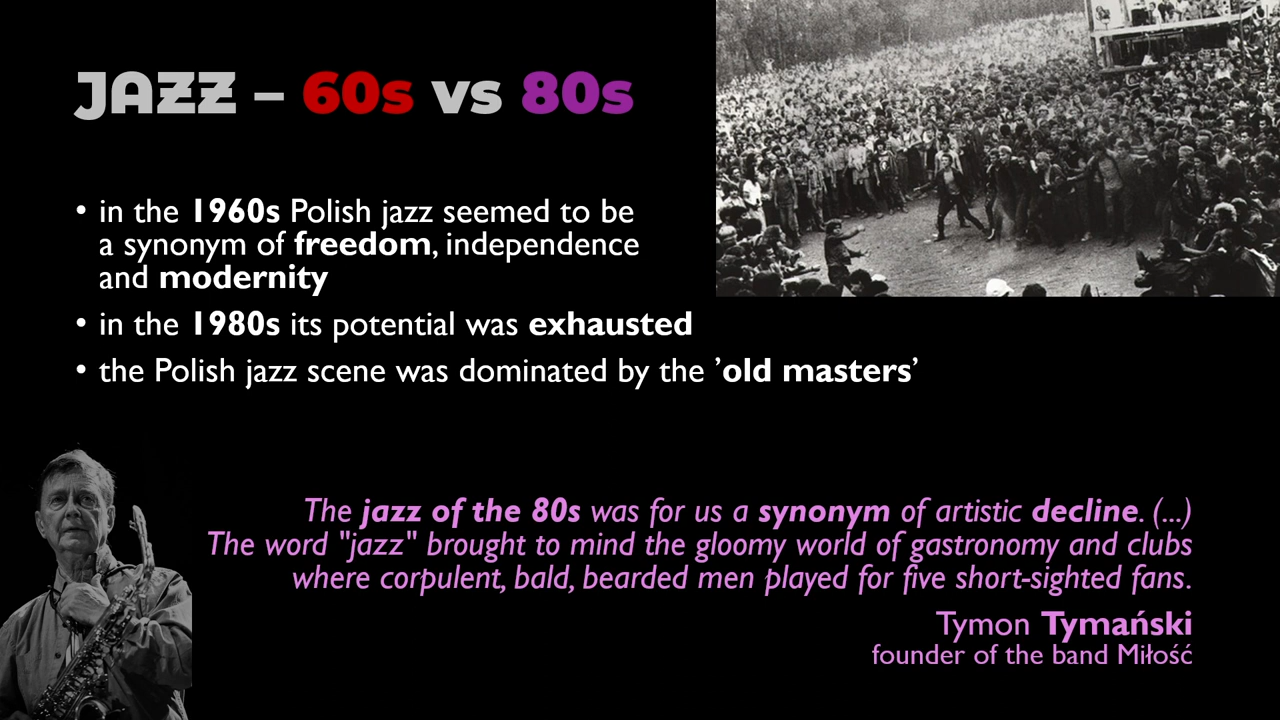 JAZZ – 60s vs 80s
• in the 1960s Polish jazz seemed to be
a synonym of freedom, independence
and modernity
• in the 1980s its potential was exhausted
• the Polish jazz scene was dominated by the ’old masters’
The jazz of the 80s was for us a synonym of artistic decline. (...)
The word "jazz" brought to mind the gloomy world of gastronomy and clubs
where corpulent, bald, bearded men played for five short-sighted fans.
Tymon Tymański
founder of the band Miłość